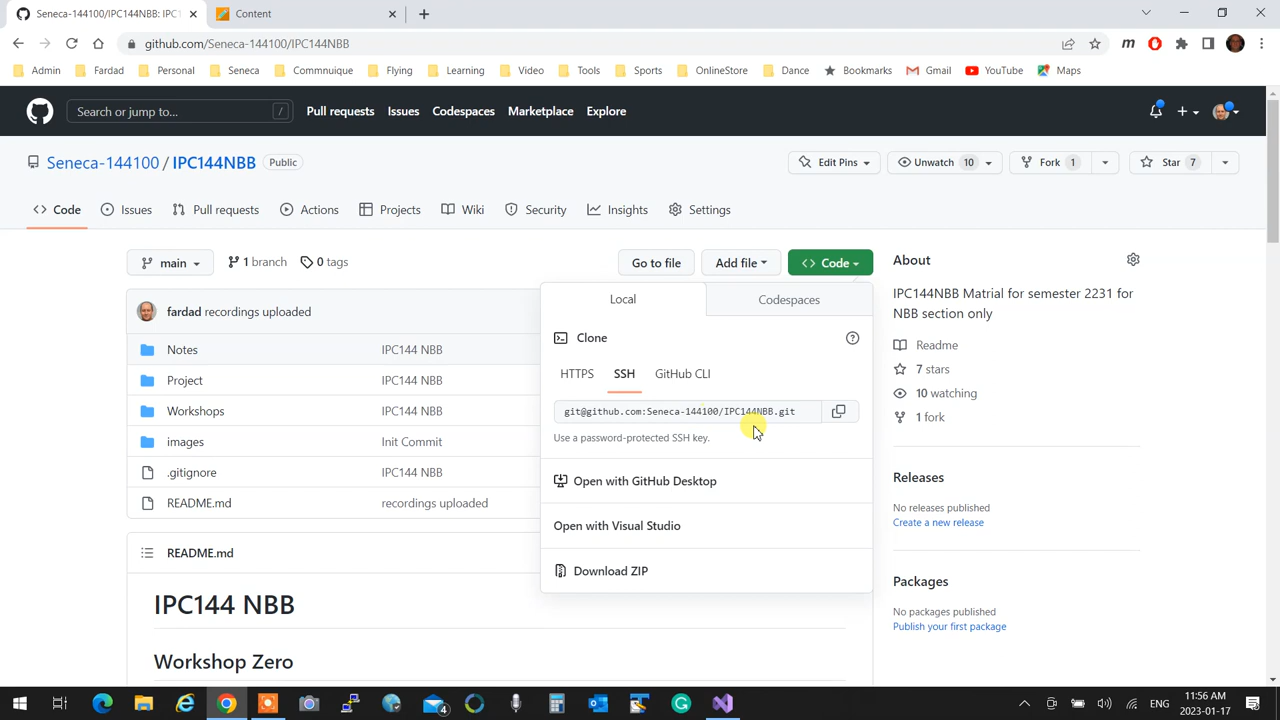 Seneca-144100/IPC144NBB: IPC1
Content
github.com/Seneca-144100/IPC144NBB
Admin
Fardad
Personal
Seneca
Commnuique
Flying
Learning
Video
Tools
Sports
OnlineStore
Dance
Bookmarks
Gmail
YouTube
Maps
Search or jump to...
/
Pull requests
Issues
Codespaces
Marketplace
Explore
Seneca-144100 / IPC144NBB
Public
Edit Pins
Unwatch 10
Fork 1
Star 7
Code
Issues
Pull requests
Actions
Projects
Wiki
Security
Insights
Settings
main
1 branch
0 tags
Go to file
Add file
Code
About
Local
Codespaces
IPC144NBB Matrial for semester 2231 for
NBB section only
fardad recordings uploaded
Clone
Readme
Notes
IPC144 NBB
7 stars
HTTPS
SSH
GitHub CLI
Project
IPC144 NBB
10 watching
Workshops
IPC144 NBB
git@github.com:Seneca-144100/IPC144NBB.git
1 fork
images
Init Commit
Use a password-protected SSH key.
.gitignore
IPC144 NBB
Open with GitHub Desktop
Releases
README.md
recordings uploaded
No releases published
Create a new release
Open with Visual Studio
README.md
Download ZIP
Packages
IPC144 NBB
No packages published
Publish your first package
Workshop Zero
4
ENG
11:56 AM
2023-01-17